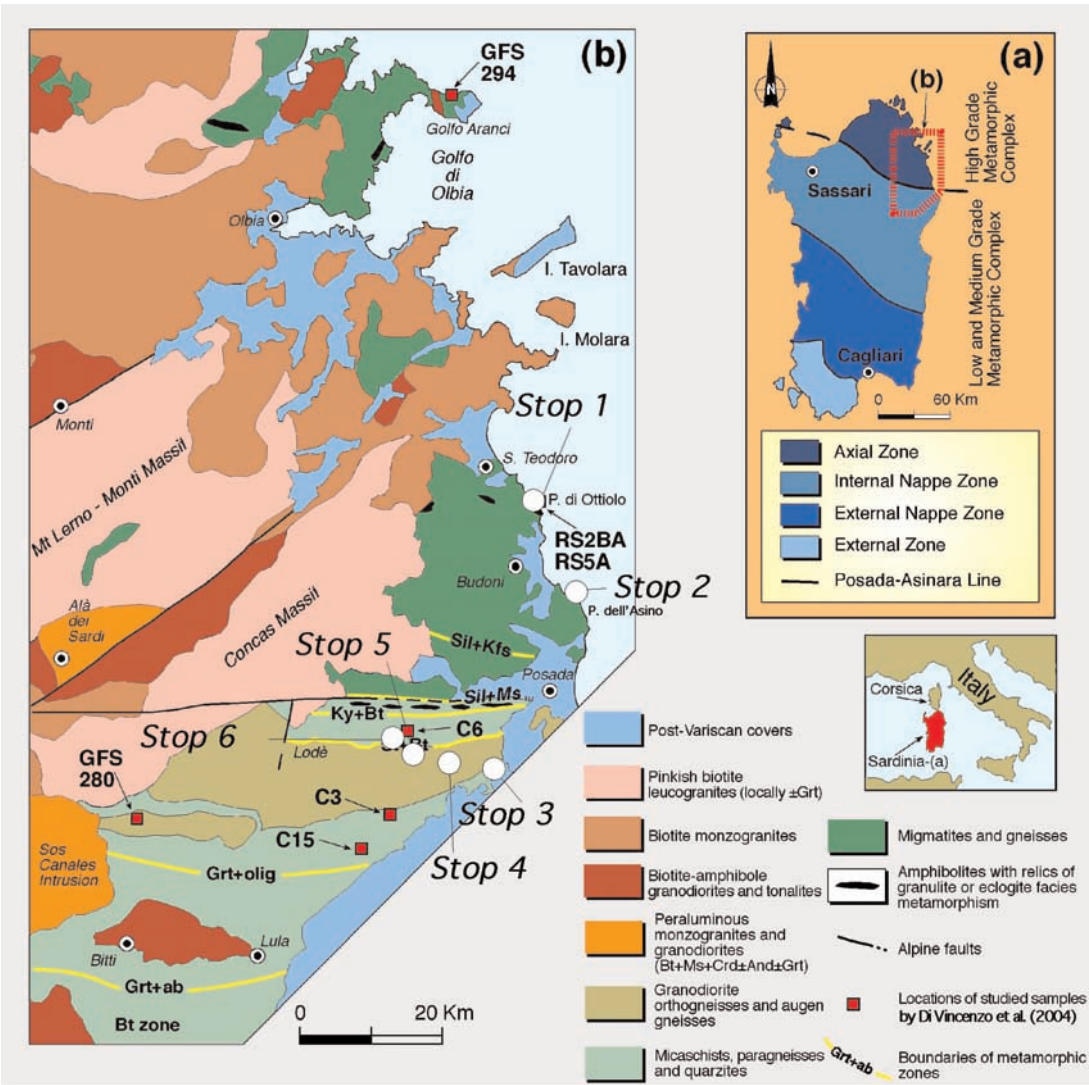 (b)
GFS
294
Golfo Aranci
Golfo
di
Olbia
Olbia
I. Tavolara
I. Molara
Monti
Stop 1
S. Teodoro
Mt Lerno - Monti Massil
P. di Ottiolo
RS2BA
RS5A
Budoni
Stop 2
P. dell'Asino
Alà
dei
Sardi
Concas Massil
Stop 5
Sil+Kfs
Posada
Sil+Ms
Ky+Bt
Stop 6
C6
Lodè
GFS
280
C3
Stop 3
C15
Stop 4
Sos
Canales
Intrusion
Grt+olig
Bitti
Lula
Grt+ab
Bt zone
0 20 Km
(a)
N
(b)
High Grade
Metamorphic
Complex
Sassari
Low and Medium Grade
Metamorphic Complex
Cagliari
0 60 Km
Axial Zone
Internal Nappe Zone
External Nappe Zone
External Zone
Posada-Asinara Line
Corsica
Italy
Sardinia-(a)
Post-Variscan covers
Pinkish biotite
leucogranites (locally ±Grt)
Biotite monzogranites
Biotite-amphibole
granodiorites and tonalites
Peraluminous
monzogranites and
granodiorites
(Bt+Ms+Crd±And±Grt)
Granodiorite
orthogneisses and augen
gneisses
Micaschists, paragneisses
and quarzites
Migmatites and gneisses
Amphibolites with relics of
granulite or eclogite facies
metamorphism
Alpine faults
Locations of studied samples
by Di Vincenzo et al. (2004)
Grt+ab
Boundaries of metamorphic
zones